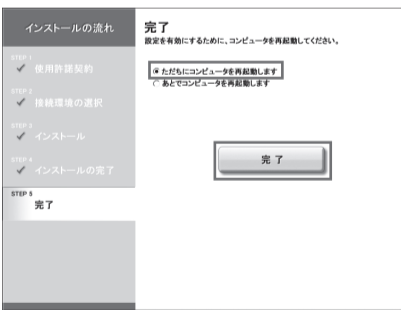 インストールの流れ
STEP 1
使用許諾契約
STEP 2
接続環境の選択
STEP 3
インストール
STEP 4
インストールの完了
STEP 5
完了
完了
設定を有効にするために、コンピュータを再起動してください。
ただちにコンピュータを再起動します
あとでコンピュータを再起動します
完了